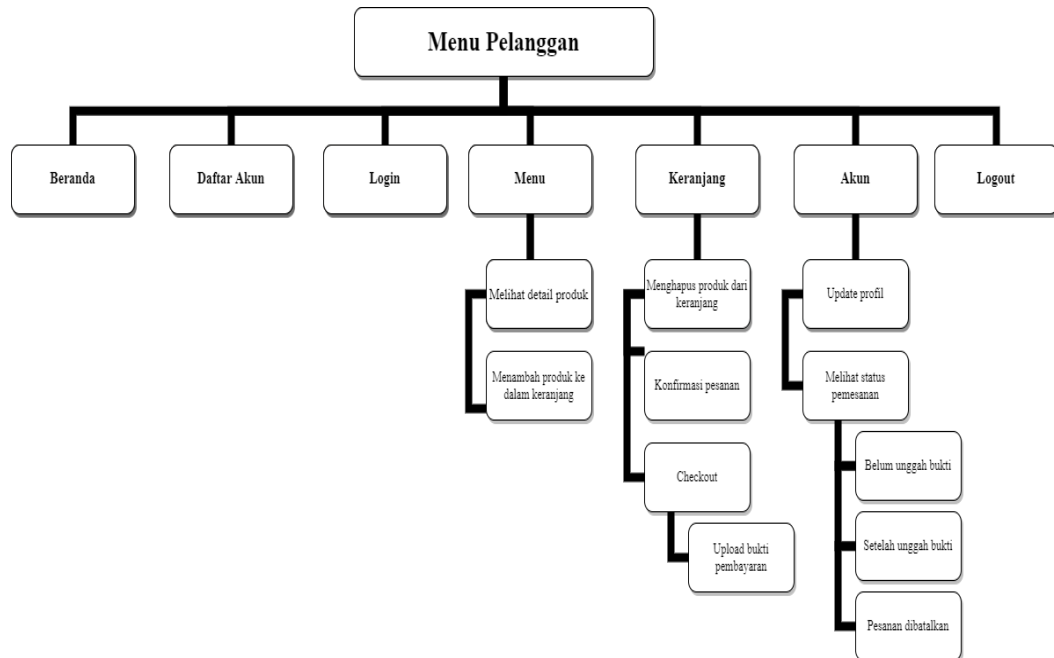 Menu Pelanggan
Beranda
Daftar Akun
Login
Menu
Keranjang
Akun
Logout
Melihat detail produk
Menambah produk ke
dalam keranjang
Menghapus produk dari
keranjang
Konfirmasi pesanan
Checkout
Upload bukti
pembayaran
Update profil
Melihat status
pemesanan
Belum unggah bukti
Setelah unggah bukti
Pesanan dibatalkan